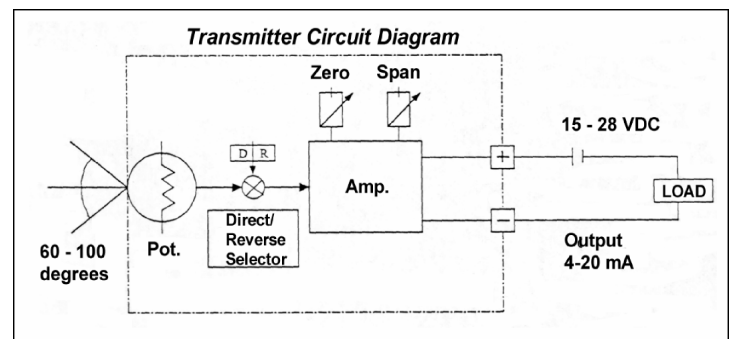 Transmitter Circuit Diagram
Zero Span
15 - 28 VDC
D R
+
Amp.
LOAD
-
Pot.
Direct/
Reverse
Selector
60 - 100
degrees
Output
4-20 mA